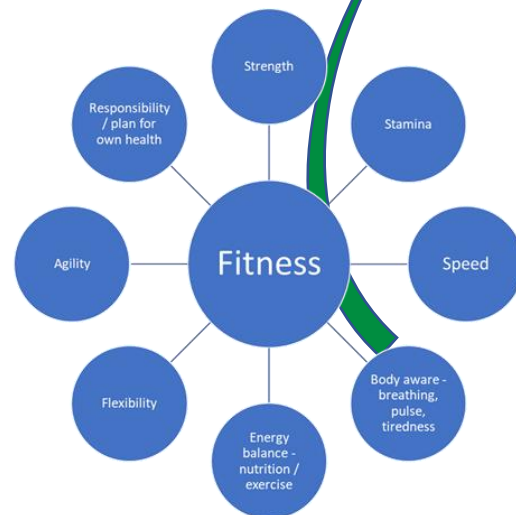 Strength
Stamina
Speed
Body aware -
breathing,
pulse,
tiredness
Energy
balance -
nutrition /
exercise
Flexibility
Agility
Responsibility
/ plan for
own health
Fitness